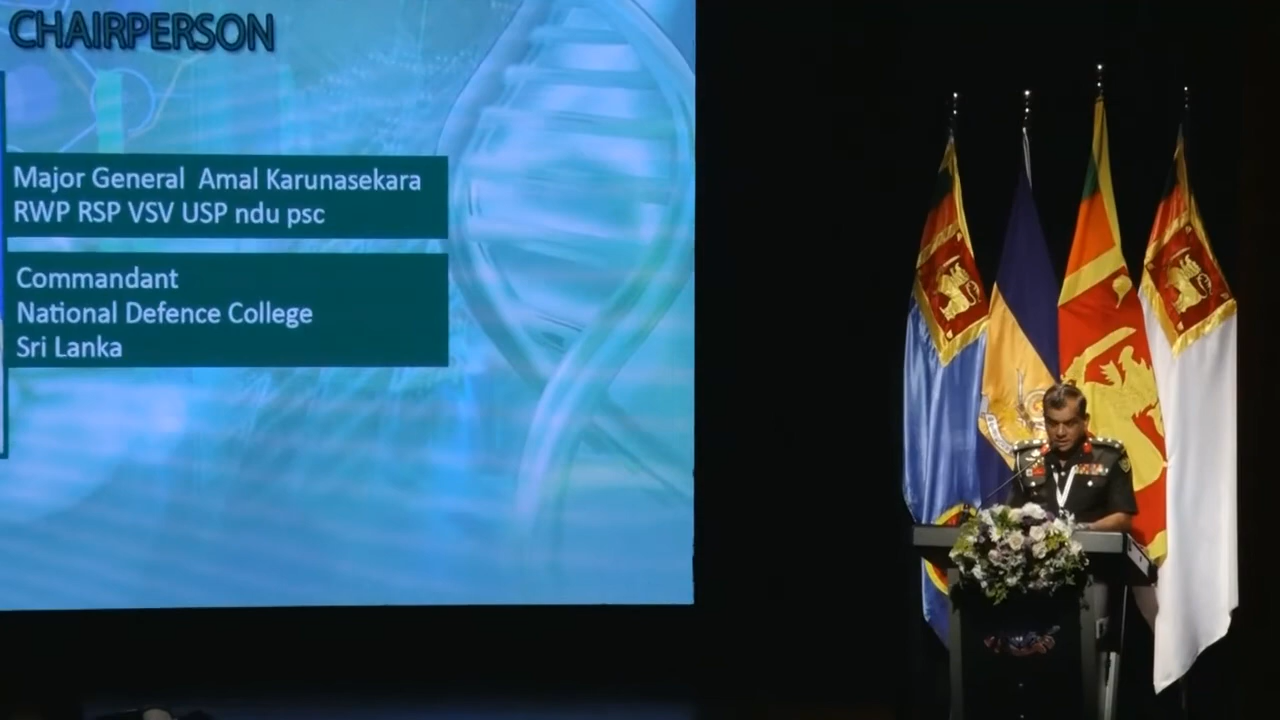 CHAIRPERSON
Major General Amal Karunasekara
RWP RSP VSV USP ndu psc
Commandant
National Defence College
Sri Lanka